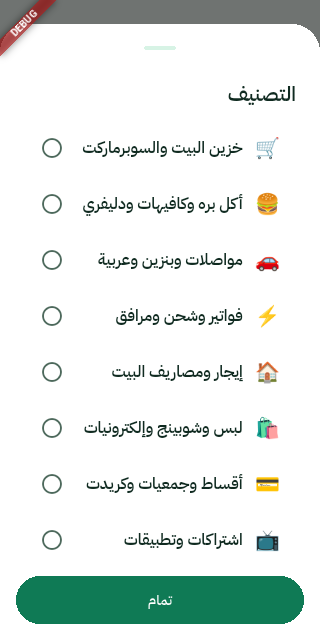 DEBUG
التصنيف
خزين البيت والسوبرماركت
أكل بره وكافيهات ودليفري
مواصلات وبنزين وعربية
فواتير وشحن ومرافق
إيجار ومصاريف البيت
لبس وشوبينج وإلكترونيات
أقساط وجمعيات وكريدت
اشتراكات وتطبيقات
تمام